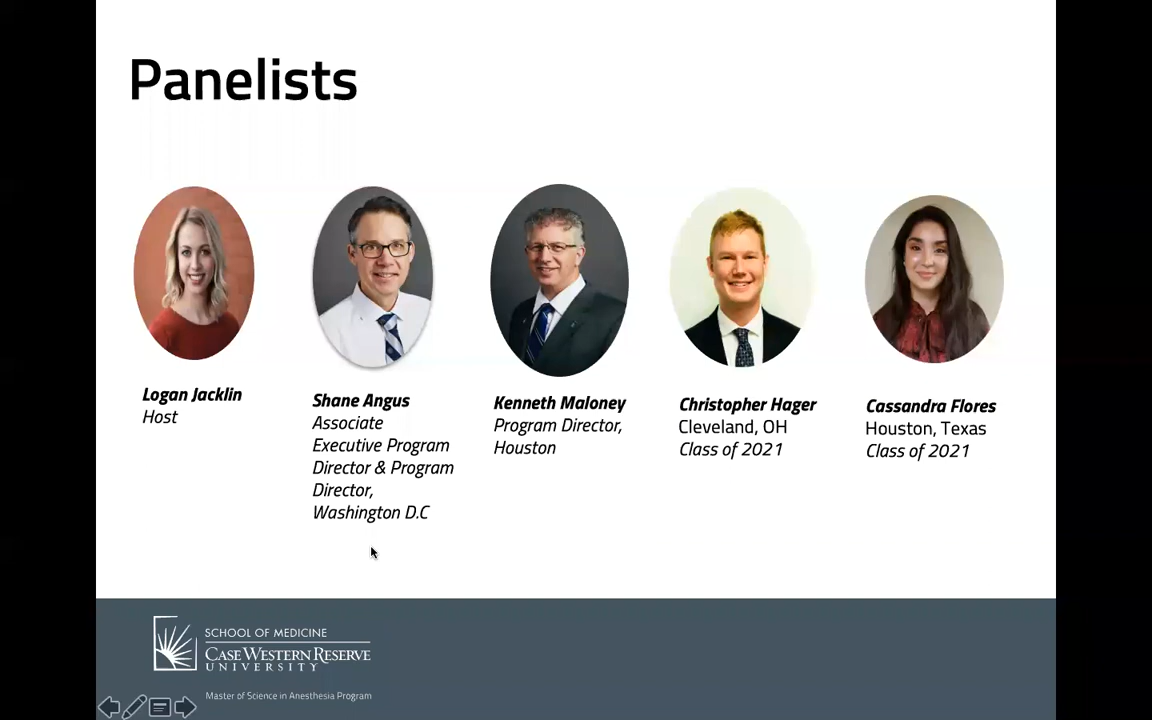 Panelists
Logan Jacklin
Host
Shane Angus
Associate
Executive Program
Director & Program
Director,
Washington D.C
Kenneth Maloney
Program Director,
Houston
Christopher Hager
Cleveland, OH
Class of 2021
Cassandra Flores
Houston, Texas
Class of 2021
SCHOOL OF MEDICINE
CASE WESTERN RESERVE
UNIVERSITY
Master of Science in Anesthesia Program